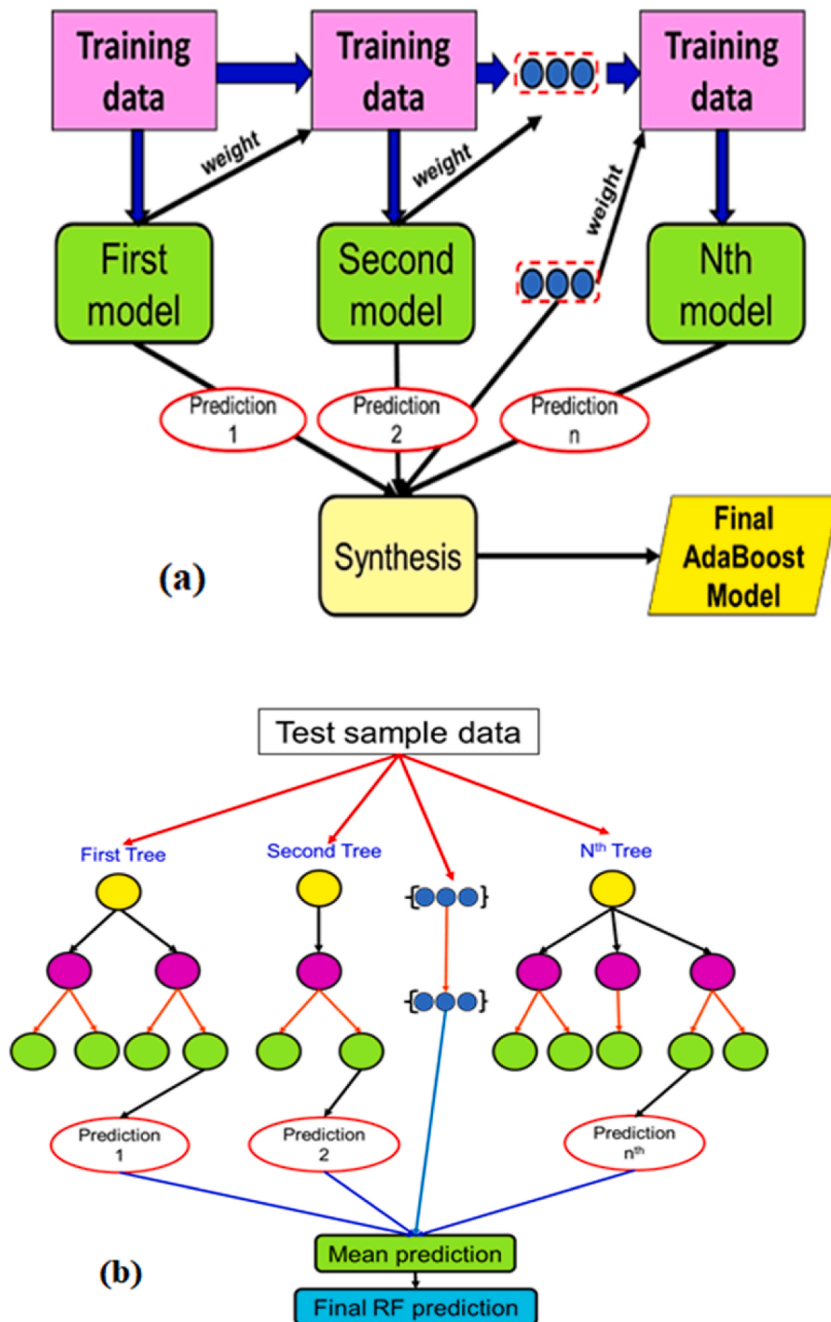 Training
data
Training
data
Training
data
weight
weight
weight
First
model
Second
model
Nth
model
Prediction
1
Prediction
2
Prediction
n
Synthesis
Final
AdaBoost
Model
(a)
Test sample data
First Tree
Second Tree
Nth Tree
Prediction
1
Prediction
2
Prediction
nth
Mean prediction
(b)
Final RF prediction